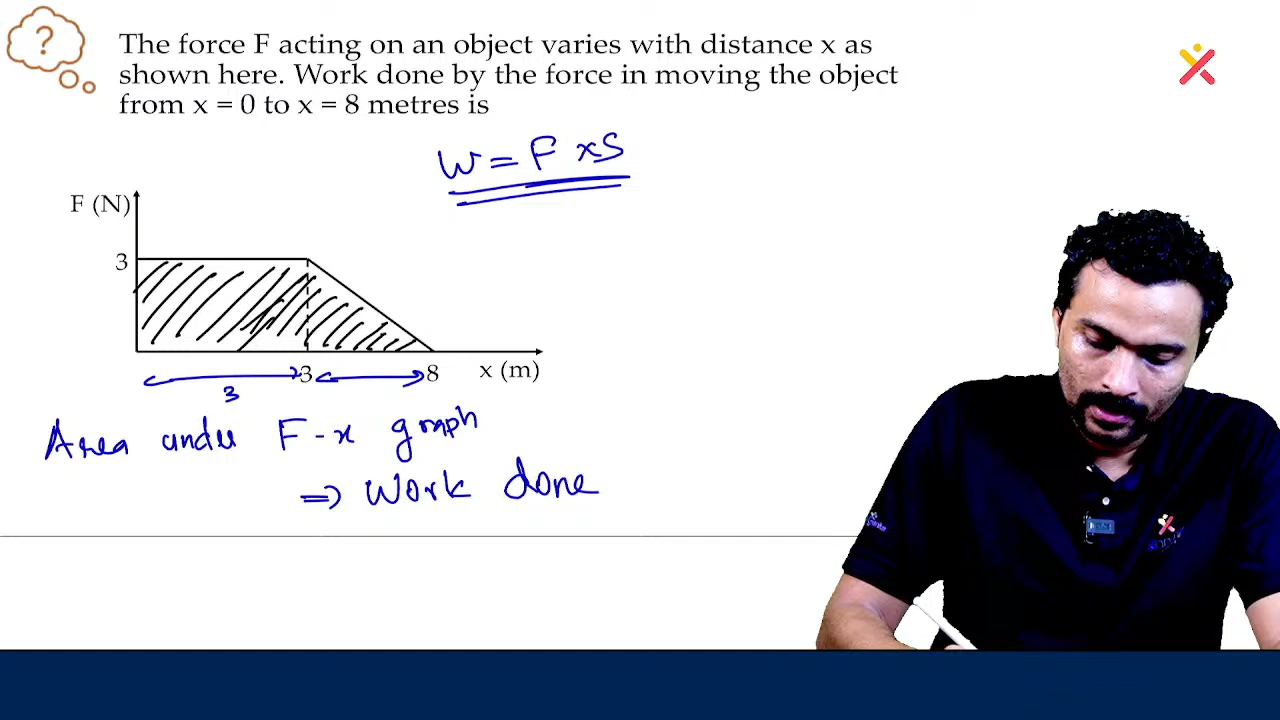 ?
The force F acting on an object varies with distance x as
shown here. Work done by the force in moving the object
from x = 0 to x = 8 metres is
W = F x S
F (N)
3
3 8 x (m)
3
Area under F - x graph
⇒ Work done